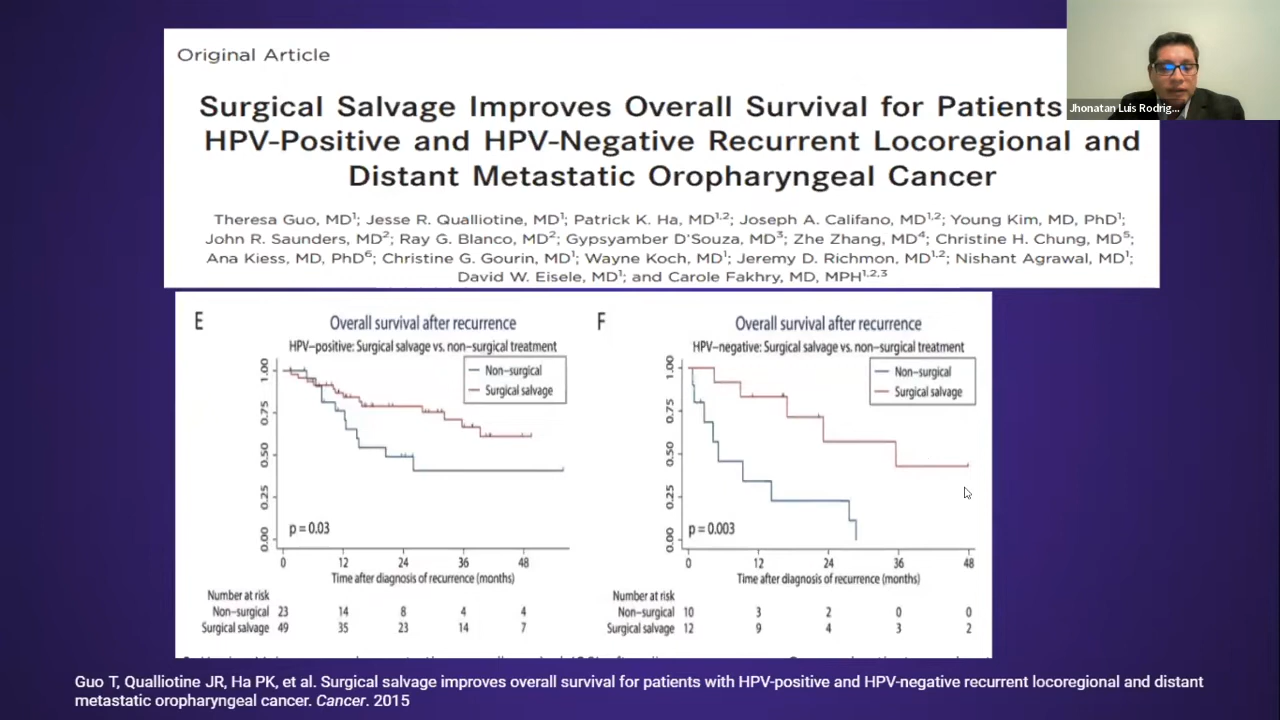 Original Article
Surgical Salvage Improves Overall Survival for Patients
HPV-Positive and HPV-Negative Recurrent Locoregional and
Distant Metastatic Oropharyngeal Cancer
Theresa Guo, MD1; Jesse R. Qualliotine, MD1; Patrick K. Ha, MD1,2; Joseph A. Califano, MD1,2; Young Kim, MD, PhD1;
John R. Saunders, MD2; Ray G. Blanco, MD2; Gypsyamber D'Souza, MD3; Zhe Zhang, MD4; Christine H. Chung, MD5;
Ana Kiess, MD, PhD6; Christine G. Gourin, MD1; Wayne Koch, MD1; Jeremy D. Richmon, MD1,2; Nishant Agrawal, MD1;
David W. Eisele, MD1; and Carole Fakhry, MD, MPH1,2,3
Jhonatan Luis Rodrig...
E
Overall survival after recurrence
HPV-positive: Surgical salvage vs. non-surgical treatment
Non-surgical
Surgical salvage
1.00
0.75
0.50
0.25
0.00
p = 0.03
0 12 24 36 48
Time after diagnosis of recurrence (months)
Number at risk
Non-surgical 23 14 8 4 4
Surgical salvage 49 35 23 14 7
F
Overall survival after recurrence
HPV-negative: Surgical salvage vs. non-surgical treatment
Non-surgical
Surgical salvage
1.00
0.75
0.50
0.25
0.00
p = 0.003
0 12 24 36 48
Time after diagnosis of recurrence (months)
Number at risk
Non-surgical 10 3 2 0 0
Surgical salvage 12 9 4 3 2
Guo T, Qualliotine JR, Ha PK, et al. Surgical salvage improves overall survival for patients with HPV-positive and HPV-negative recurrent locoregional and distant
metastatic oropharyngeal cancer. Cancer. 2015